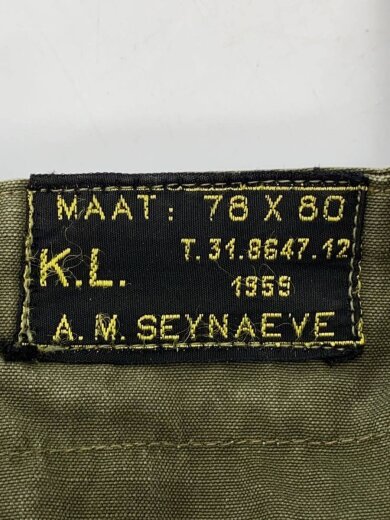 MAAT: 78 X 80
K.L. T.31.8647.12
1959
A.M. SEYNAEVE